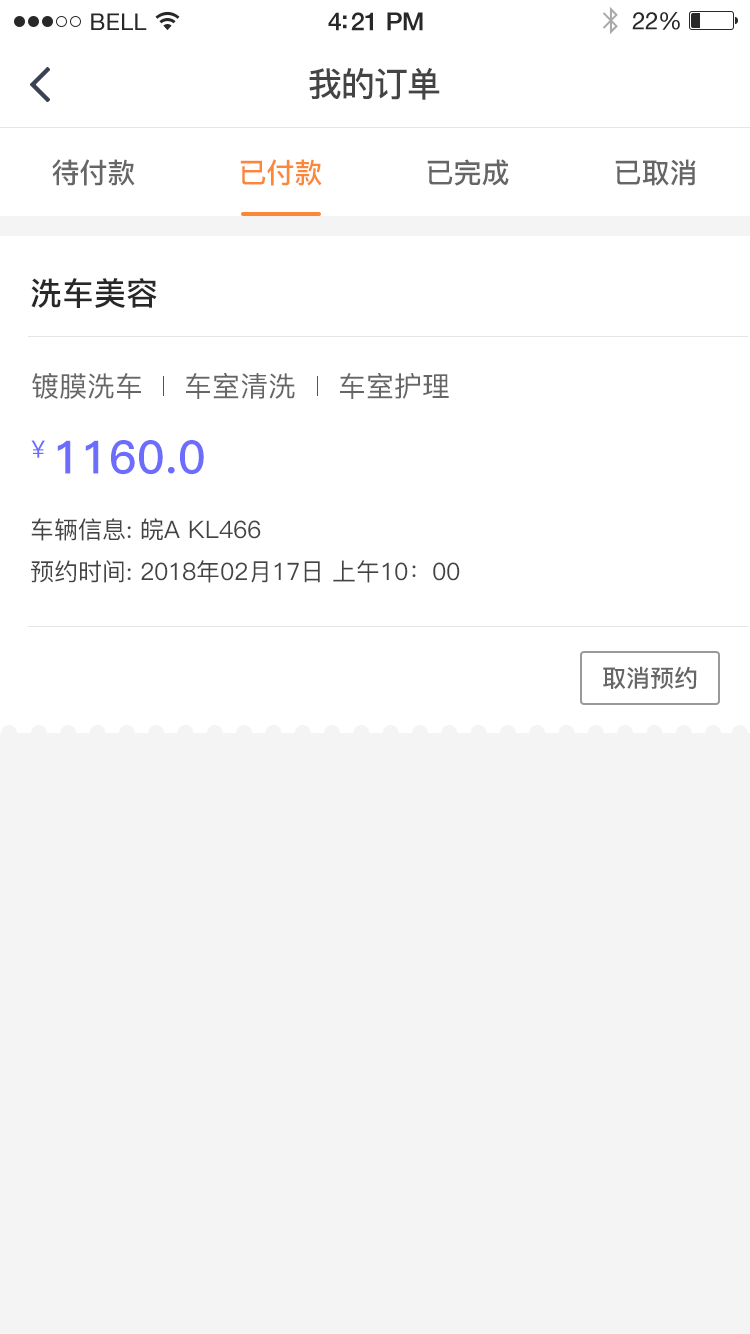 BELL 4:21 PM 22%
我的订单
待付款 已付款 已完成 已取消
洗车美容
镀膜洗车 | 车室清洗 | 车室护理
¥ 1160.0
车辆信息: 皖A KL466
预约时间: 2018年02月17日 上午10：00
取消预约